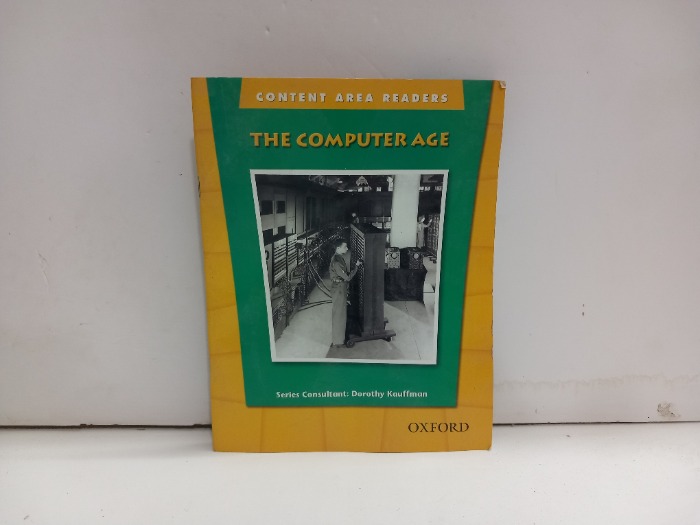 CONTENT AREA READERS
THE COMPUTER AGE
Series Consultant: Dorothy Kauffman
OXFORD